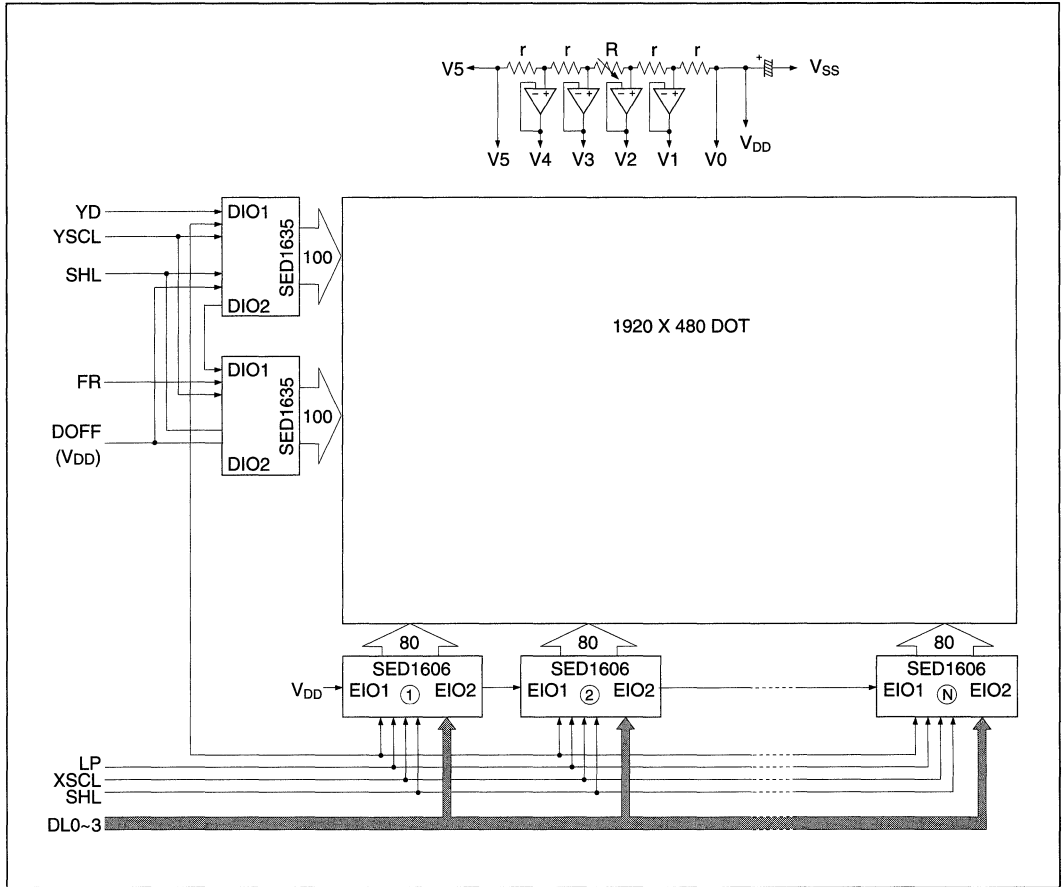 r r R r r
V5 + VSS
- + - + - + - +
VDD
V5 V4 V3 V2 V1 V0
YD DIO1
YSCL
SED1635 100
SHL
DIO2
1920 X 480 DOT
DIO1
FR
SED1635 100
DOFF
(VDD) DIO2
80 80 80
SED1606 SED1606 SED1606
VDD EIO1 1 EIO2 EIO1 2 EIO2 EIO1 N EIO2
LP
XSCL
SHL
DL0~3